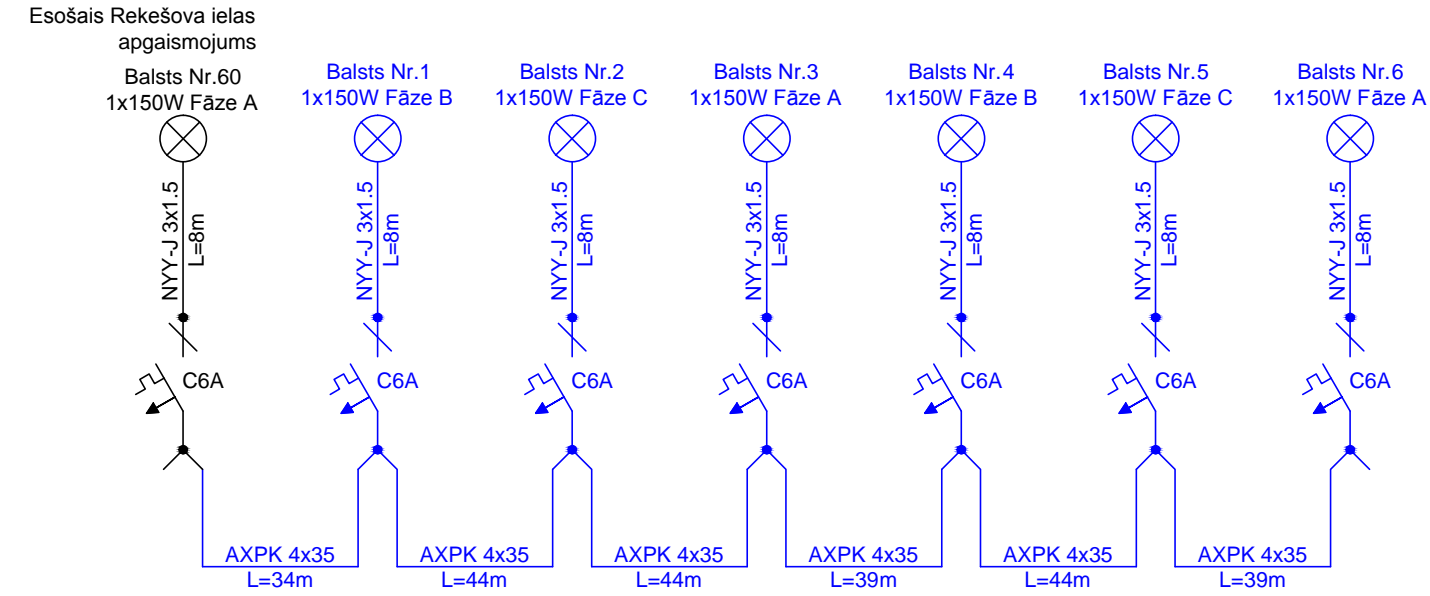 Esošais Rekešova ielas
apgaismojums
Balsts Nr.60
1x150W Fāze A
Balsts Nr.1
1x150W Fāze B
Balsts Nr.2
1x150W Fāze C
Balsts Nr.3
1x150W Fāze A
Balsts Nr.4
1x150W Fāze B
Balsts Nr.5
1x150W Fāze C
Balsts Nr.6
1x150W Fāze A
NYY-J 3x1.5
L=8m
NYY-J 3x1.5
L=8m
NYY-J 3x1.5
L=8m
NYY-J 3x1.5
L=8m
NYY-J 3x1.5
L=8m
NYY-J 3x1.5
L=8m
NYY-J 3x1.5
L=8m
C6A
C6A
C6A
C6A
C6A
C6A
C6A
AXPK 4x35
L=34m
AXPK 4x35
L=44m
AXPK 4x35
L=44m
AXPK 4x35
L=39m
AXPK 4x35
L=44m
AXPK 4x35
L=39m